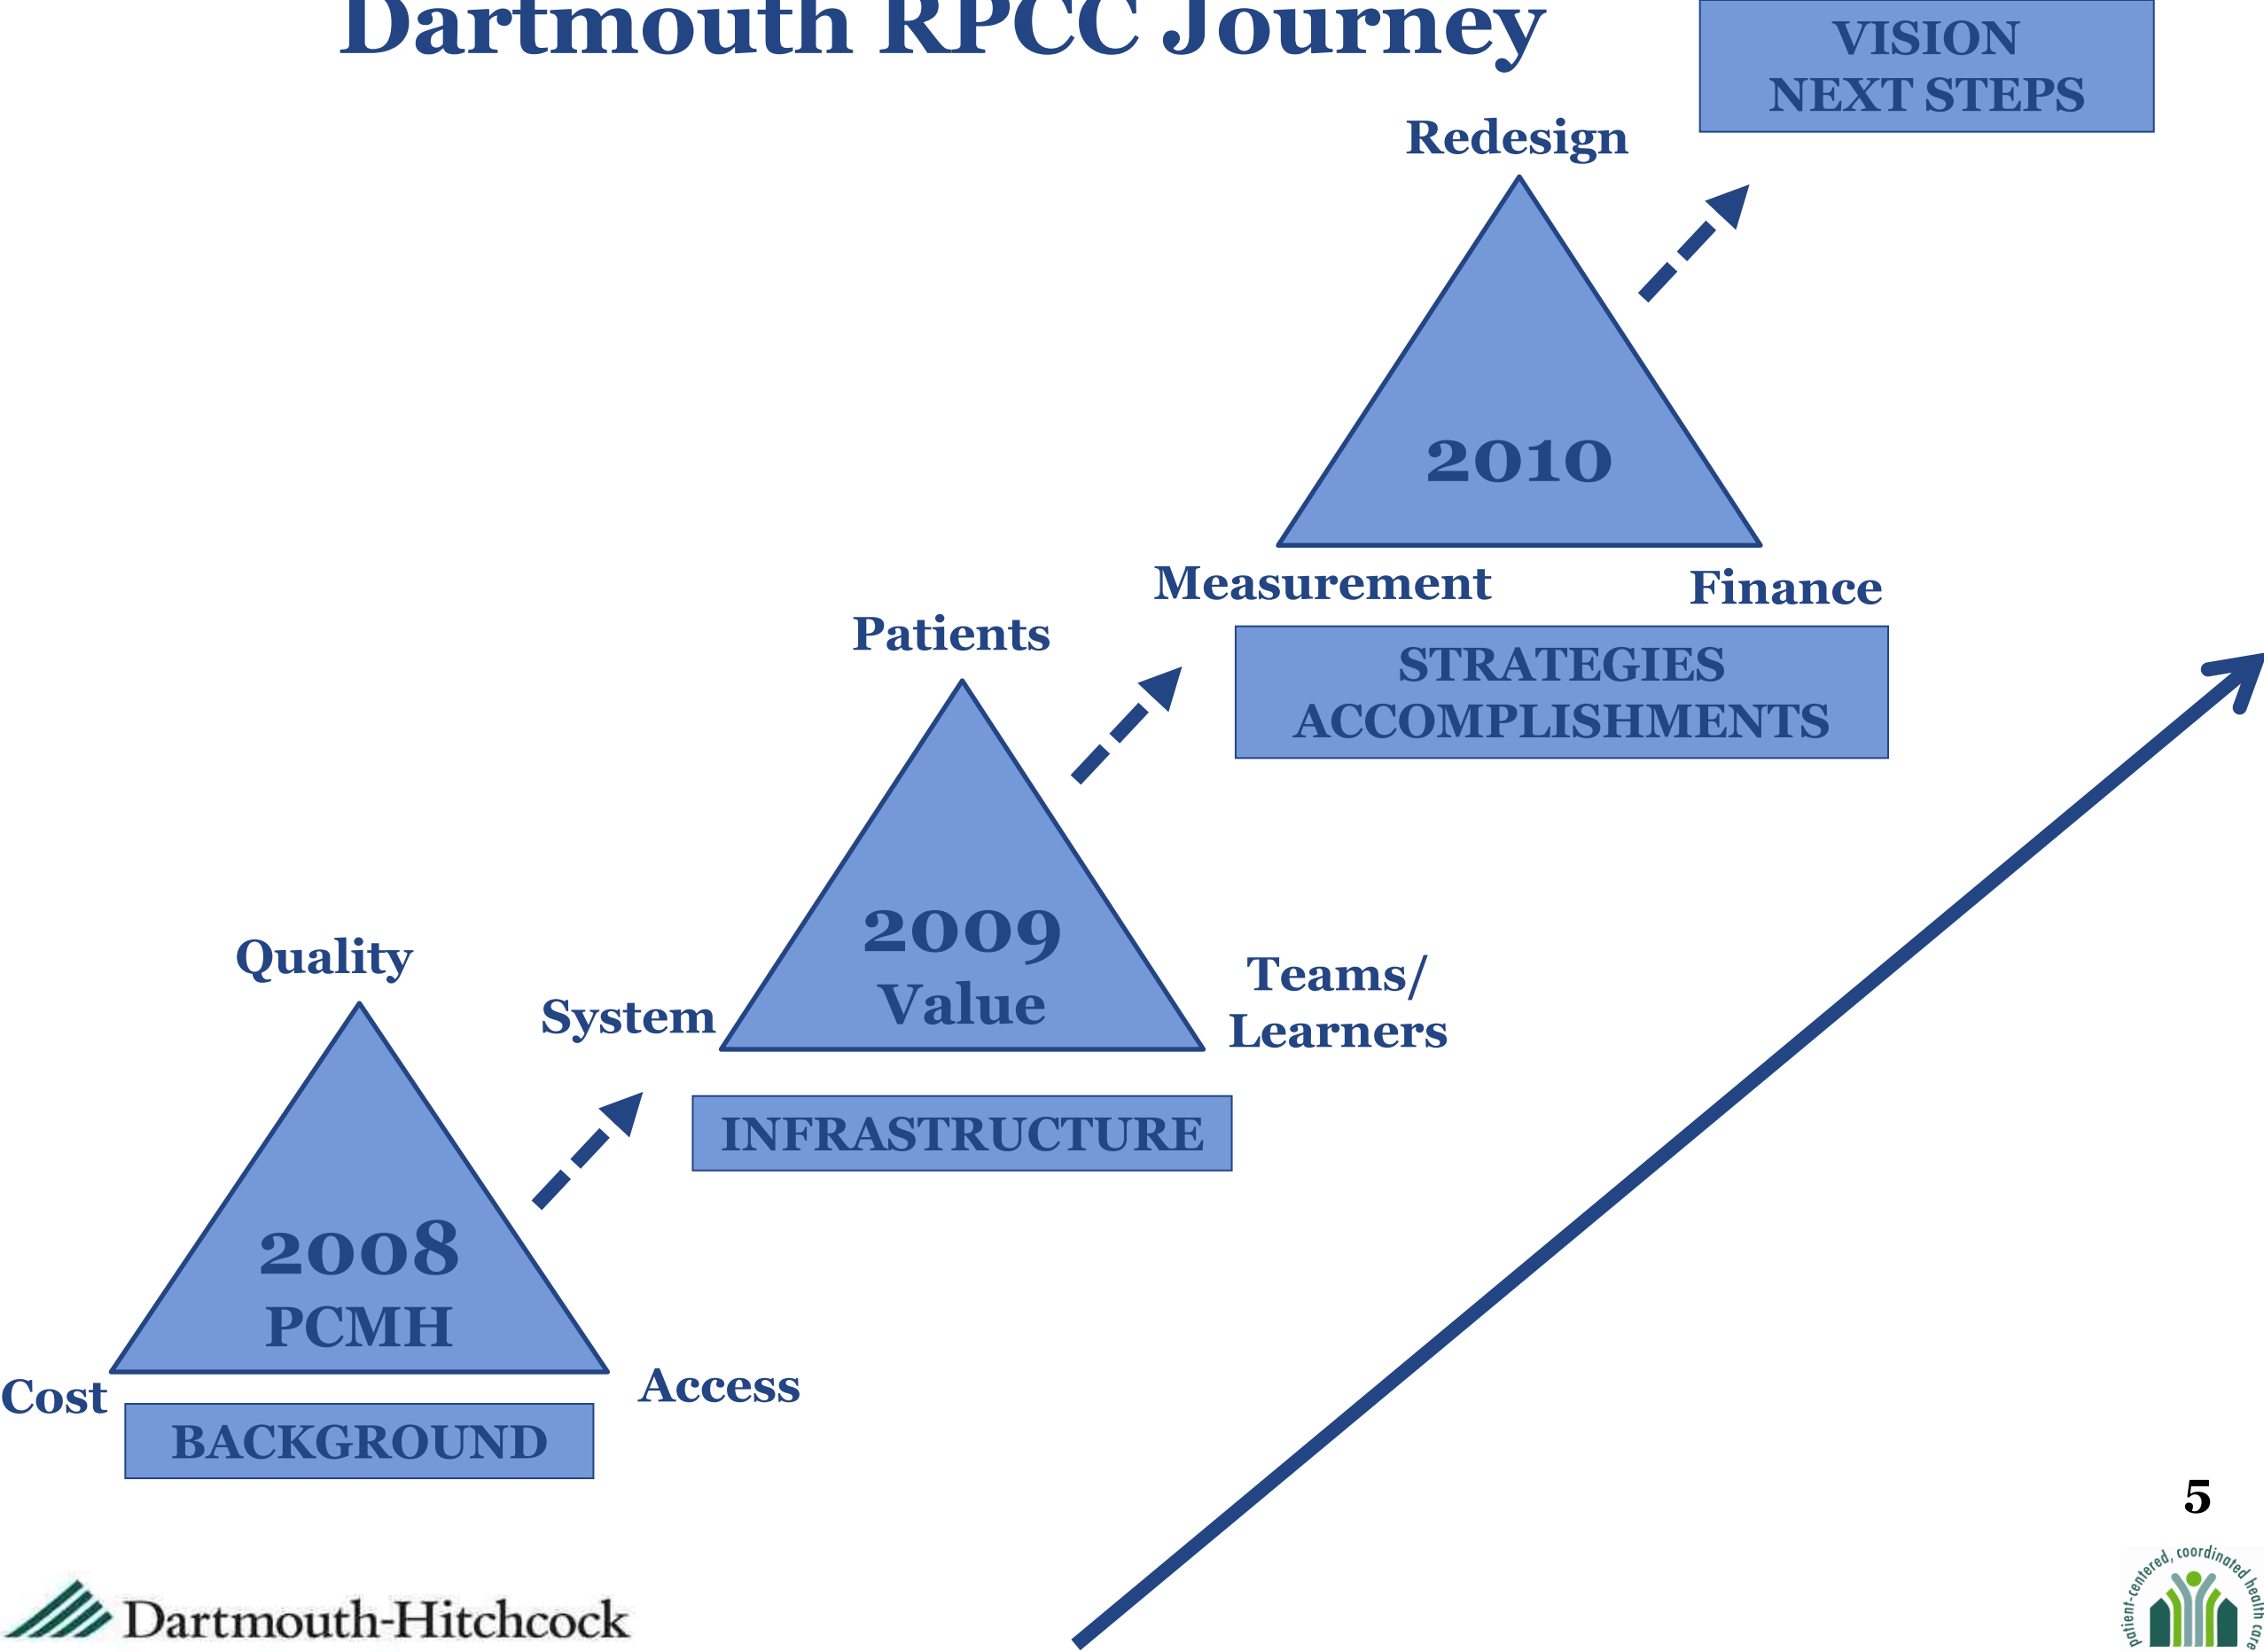 Dartmouth RPCC Journey
VISION
NEXT STEPS
Redesign
2010
Measurement
Finance
STRATEGIES
ACCOMPLISHMENTS
Patients
2009
Value
System
Teams/
Learners
INFRASTRUCTURE
Quality
2008
PCMH
Cost
Access
BACKGROUND
5
Dartmouth-Hitchcock
patient-centered, coordinated health care